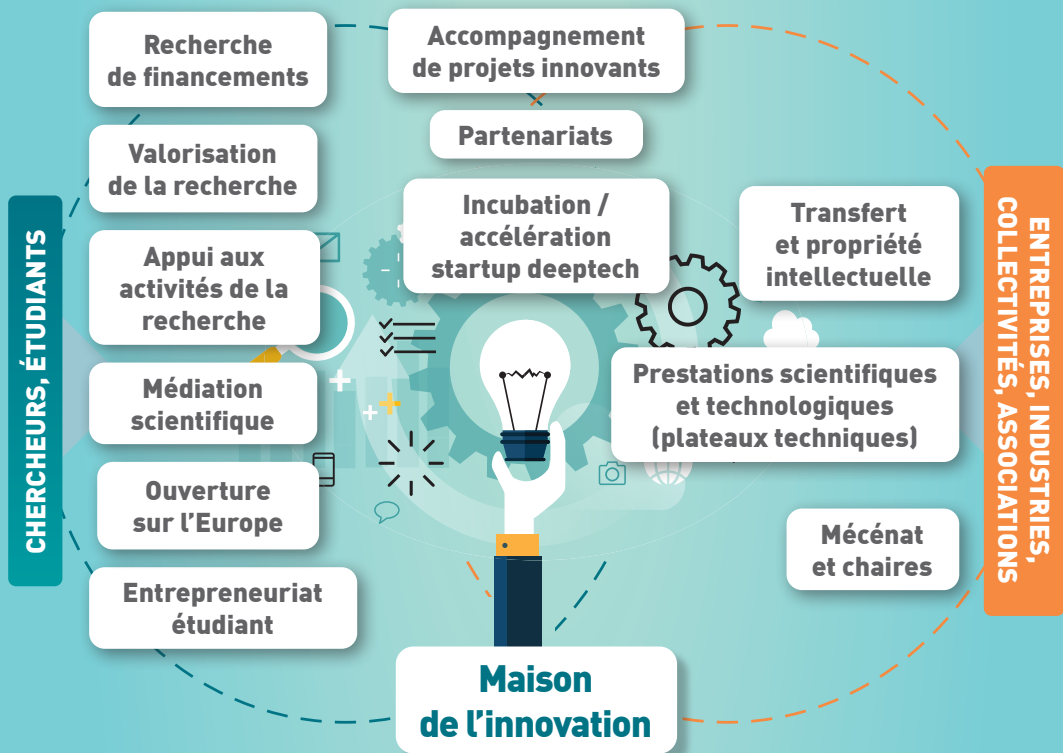 Recherche
de financements
Accompagnement
de projets innovants
Partenariats
Valorisation
de la recherche
Incubation /
accélération
startup deeptech
Transfert
et propriété
intellectuelle
Appui aux
activités de la
recherche
Médiation
scientifique
Prestations scientifiques
et technologiques
(plateaux techniques)
Ouverture
sur l'Europe
Mécénat
et chaires
Entrepreneuriat
étudiant
Maison
de l'innovation
CHERCHEURS, ÉTUDIANTS
ENTREPRISES, INDUSTRIES,
COLLECTIVITÉS, ASSOCIATIONS